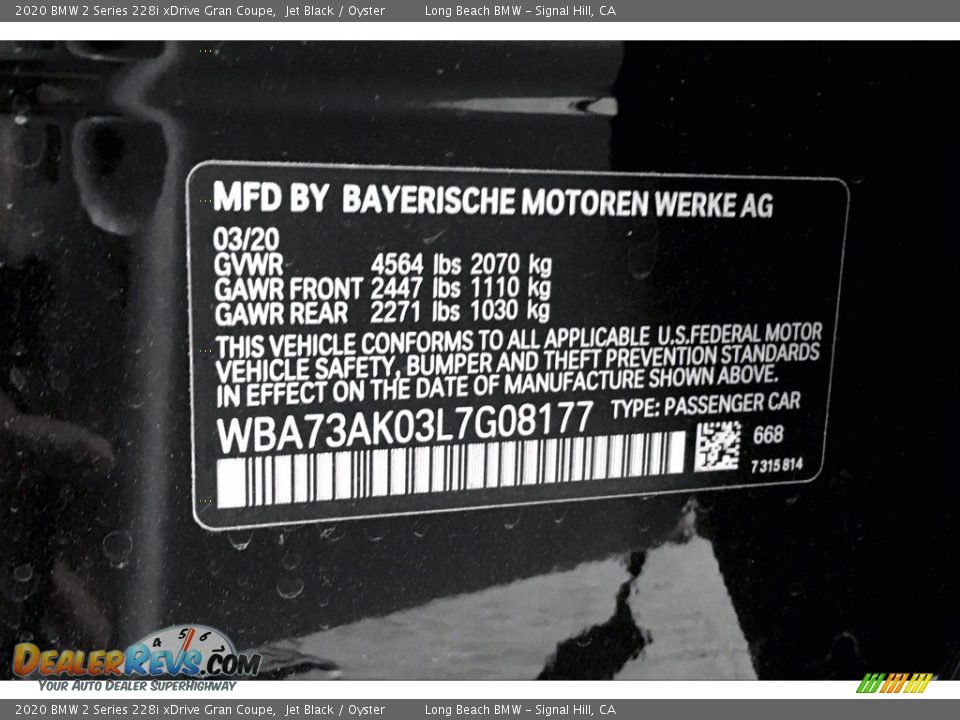 2020 BMW 2 Series 228i xDrive Gran Coupe, Jet Black / Oyster Long Beach BMW - Signal Hill, CA
MFD BY BAYERISCHE MOTOREN WERKE AG
03/20
GVWR 4564 lbs 2070 kg
GAWR FRONT 2447 lbs 1110 kg
GAWR REAR 2271 lbs 1030 kg
THIS VEHICLE CONFORMS TO ALL APPLICABLE U.S.FEDERAL MOTOR
VEHICLE SAFETY, BUMPER AND THEFT PREVENTION STANDARDS
IN EFFECT ON THE DATE OF MANUFACTURE SHOWN ABOVE.
WBA73AK03L7G08177 TYPE: PASSENGER CAR
668
7315814
4 5 6
DEALERREVS.COM
YOUR AUTO DEALER SUPERHIGHWAY
2020 BMW 2 Series 228i xDrive Gran Coupe, Jet Black / Oyster Long Beach BMW - Signal Hill, CA